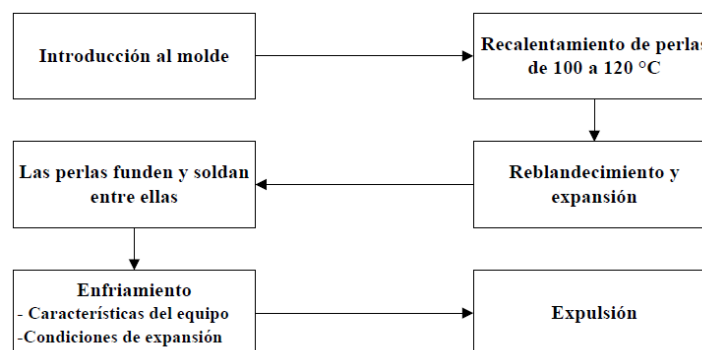 Introducción al molde
Recalentamiento de perlas
de 100 a 120 °C
Las perlas funden y soldan
entre ellas
Reblandecimiento y
expansión
Enfriamiento
- Características del equipo
-Condiciones de expansión
Expulsión